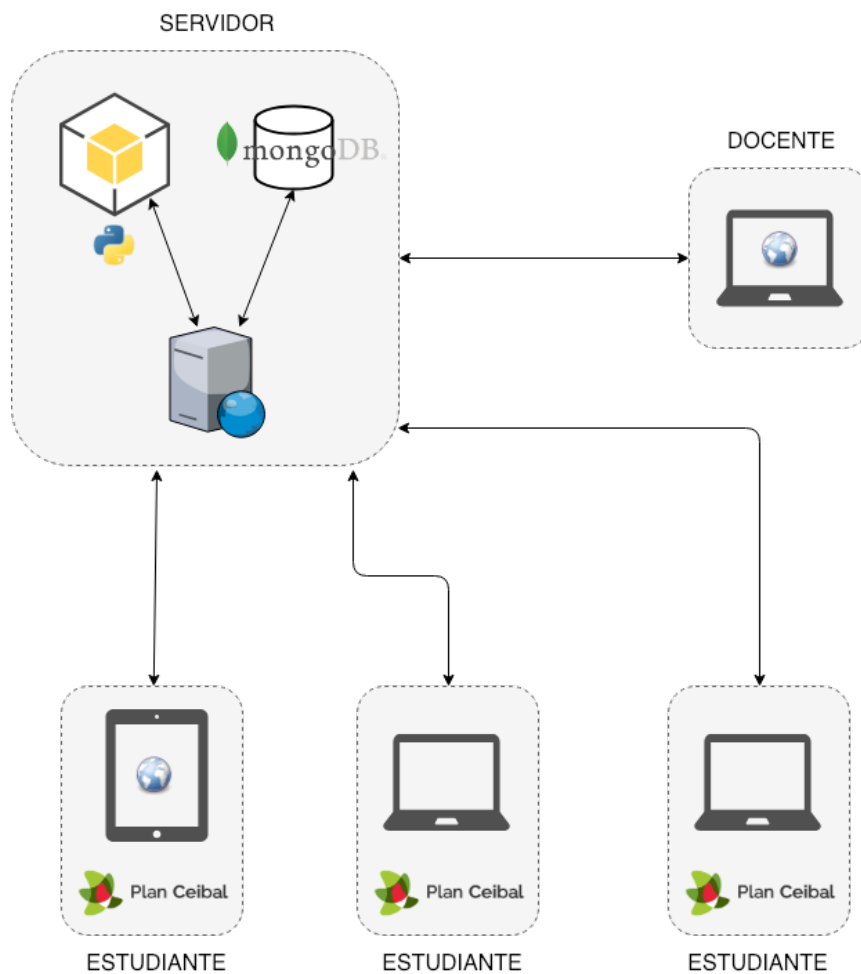 SERVIDOR
mongoDB®
DOCENTE
Plan Ceibal
Plan Ceibal
Plan Ceibal
ESTUDIANTE
ESTUDIANTE
ESTUDIANTE